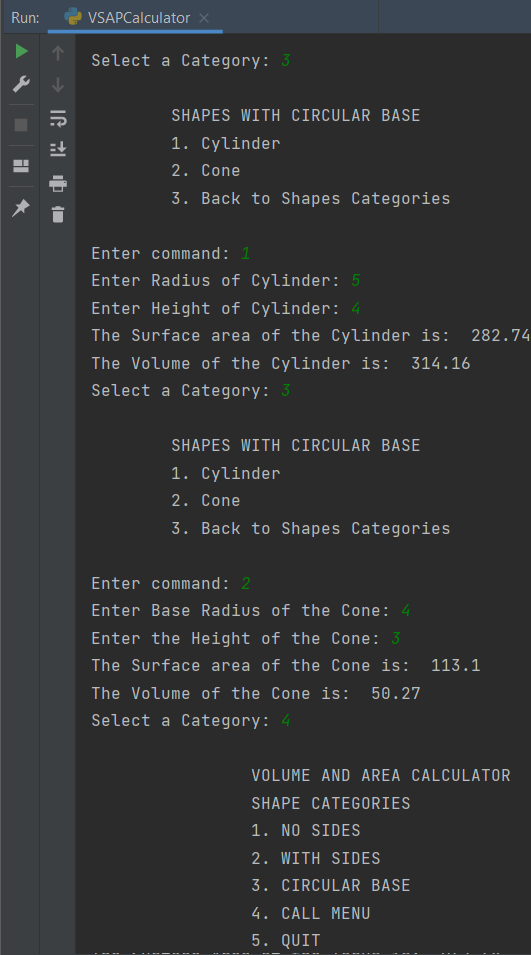 Run: VSAPCalculator
Select a Category: 3
SHAPES WITH CIRCULAR BASE
1. Cylinder
2. Cone
3. Back to Shapes Categories
Enter command: 1
Enter Radius of Cylinder: 5
Enter Height of Cylinder: 4
The Surface area of the Cylinder is:  282.74
The Volume of the Cylinder is:  314.16
Select a Category: 3
SHAPES WITH CIRCULAR BASE
1. Cylinder
2. Cone
3. Back to Shapes Categories
Enter command: 2
Enter Base Radius of the Cone: 4
Enter the Height of the Cone: 3
The Surface area of the Cone is:  113.1
The Volume of the Cone is:  50.27
Select a Category: 4
VOLUME AND AREA CALCULATOR
SHAPE CATEGORIES
1. NO SIDES
2. WITH SIDES
3. CIRCULAR BASE
4. CALL MENU
5. QUIT